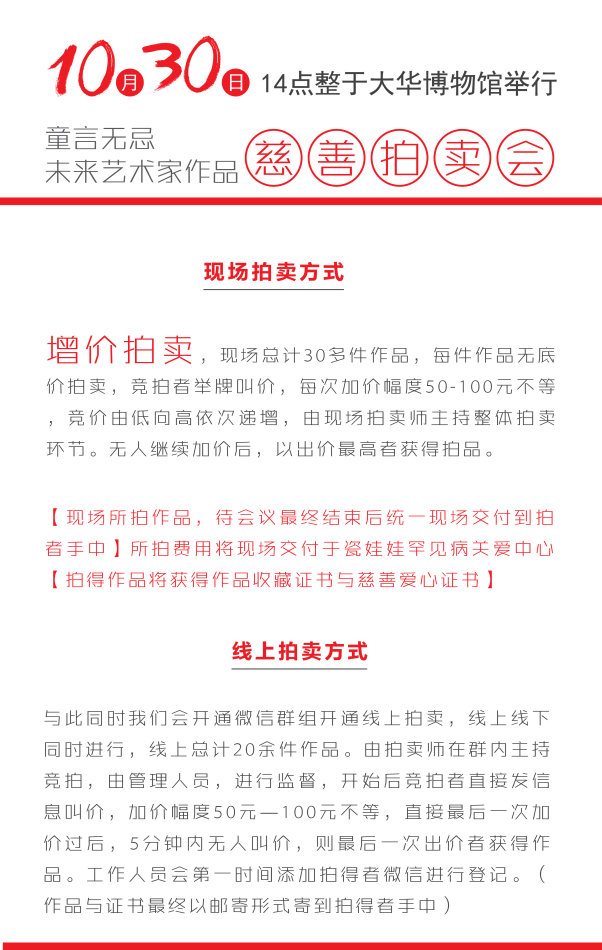 10月30日 14点整于大华博物馆举行
童言无忌
未来艺术家作品 慈善拍卖会
现场拍卖方式
增价拍卖，现场总计30多件作品，每件作品无底
价拍卖，竞拍者举牌叫价，每次加价幅度50-100元不等
，竞价由低向高依次递增，由现场拍卖师主持整体拍卖
环节。无人继续加价后，以出价最高者获得拍品。
【现场所拍作品，待会议最终结束后统一现场交付到拍
者手中】所拍费用将现场交付于瓷娃娃罕见病关爱中心
【拍得作品将获得作品收藏证书与慈善爱心证书】
线上拍卖方式
与此同时我们会开通微信群组开通线上拍卖，线上线下
同时进行，线上总计20余件作品。由拍卖师在群内主持
竞拍，由管理人员，进行监督，开始后竞拍者直接发信
息叫价，加价幅度50元—100元不等，直接最后一次加
价过后，5分钟内无人叫价，则最后一次出价者获得作
品。工作人员会第一时间添加拍得者微信进行登记。（
作品与证书最终以邮寄形式寄到拍得者手中）